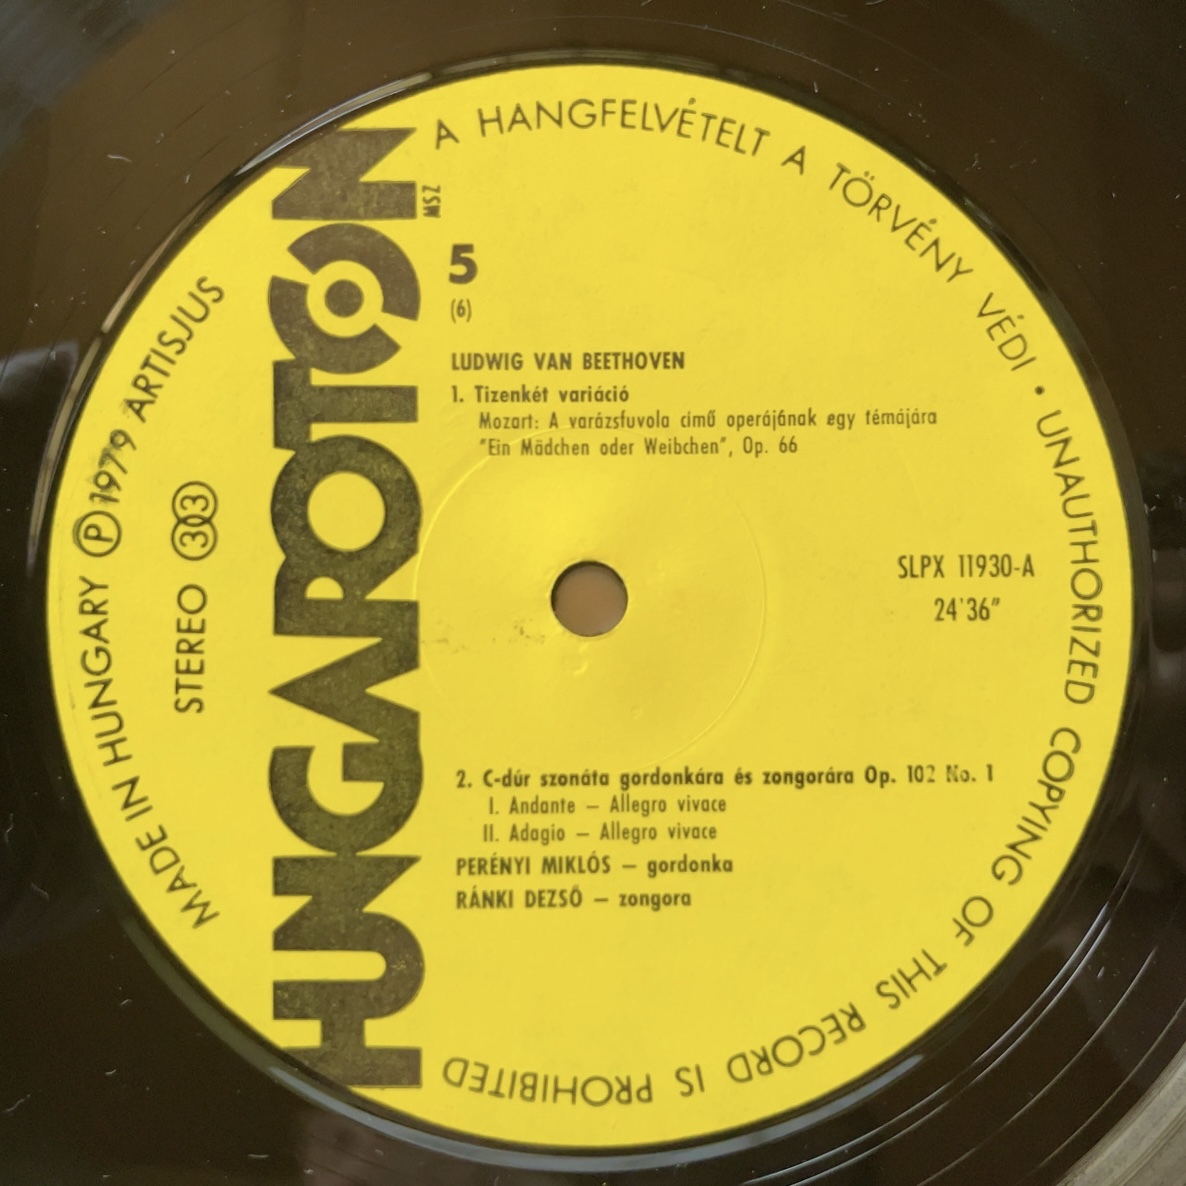 HUNGAROTON
MSZ
A HANGFELVÉTELT A TÖRVÉNY VÉDI • UNAUTHORIZED COPYING OF THIS RECORD IS PROHIBITED
MADE IN HUNGARY Ⓟ 1979 ARTISJUS
STEREO 303
5
(6)
LUDWIG VAN BEETHOVEN
1. Tizenkét variáció
Mozart: A varázsfuvola című operájának egy témájára
"Ein Mädchen oder Weibchen", Op. 66
SLPX 11930-A
24'36"
2. C-dúr szonáta gordonkára és zongorára Op. 102 No. 1
I. Andante – Allegro vivace
II. Adagio – Allegro vivace
PERÉNYI MIKLÓS – gordonka
RÁNKI DEZSŐ – zongora